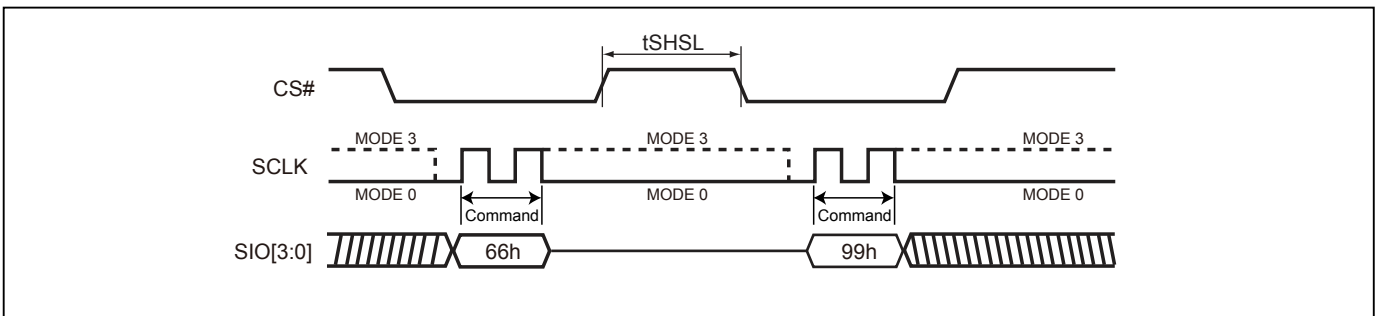 tSHSL
CS#
MODE 3 MODE 3 MODE 3
SCLK
MODE 0 MODE 0 MODE 0
Command Command
SIO[3:0] 66h 99h